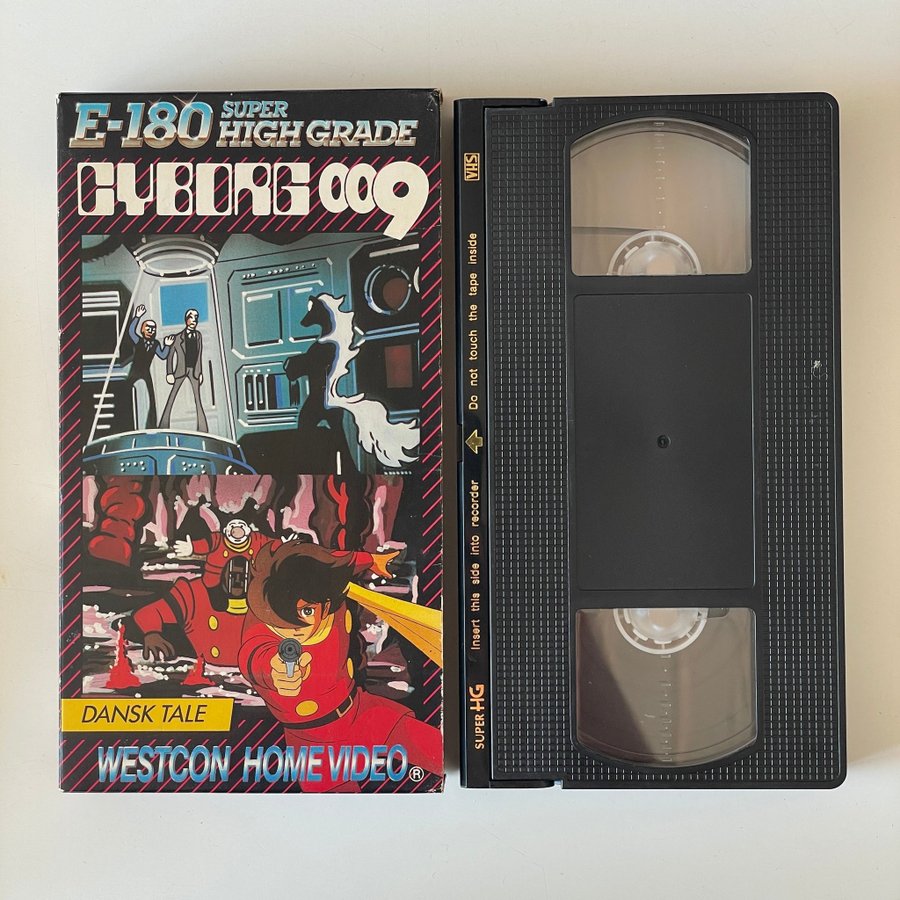 E-180 SUPER HIGH GRADE
CYBORG 009
DANSK TALE
WESTCON HOME VIDEO ®
VHS
Insert this side into recorder Do not touch the tape inside
SUPER HG